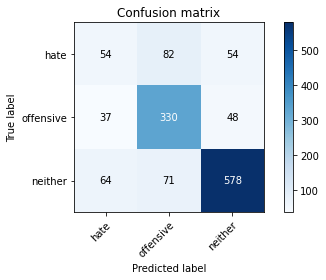 Confusion matrix
hate 54 82 54
offensive 37 330 48
neither 64 71 578
hate offensive neither
True label
Predicted label
500
400
300
200
100